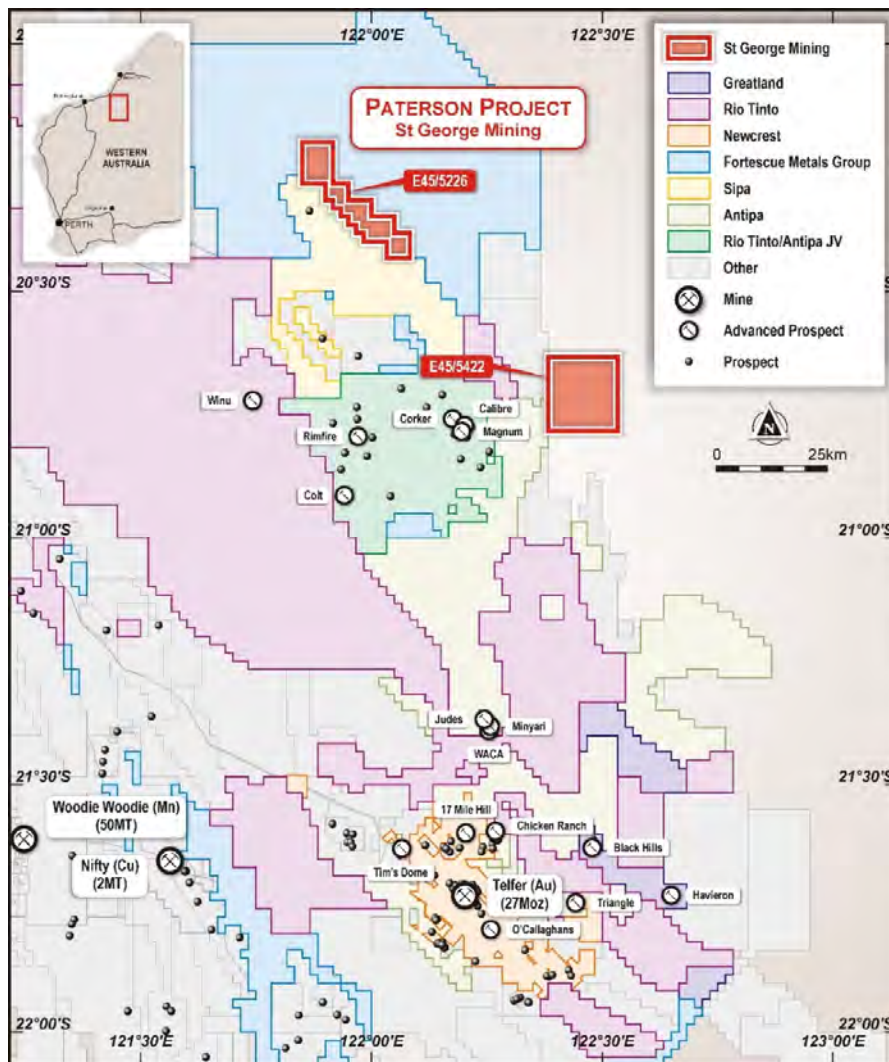 122°00'E
122°30'E
St George Mining
Greatland
Rio Tinto
Newcrest
Fortescue Metals Group
Sipa
Antipa
Rio Tinto/Antipa JV
Other
Mine
Advanced Prospect
Prospect
WESTERN
AUSTRALIA
PERTH
PATERSON PROJECT
St George Mining
E45/5226
20°30'S
E45/5422
N
0 25km
Winu
Corker
Calibre
Magnum
Rimfire
Colt
21°00'S
21°00'S
Judes
Minyari
WACA
21°30'S
21°30'S
Woodie Woodie (Mn)
(50MT)
Nifty (Cu)
(2MT)
17 Mile Hill
Chicken Ranch
Black Hills
Tim's Dome
Telfer (Au)
(27Moz)
Triangle
Havieron
O'Callaghans
22°00'S
22°00'S
121°30'E
122°00'E
122°30'E
123°00'E